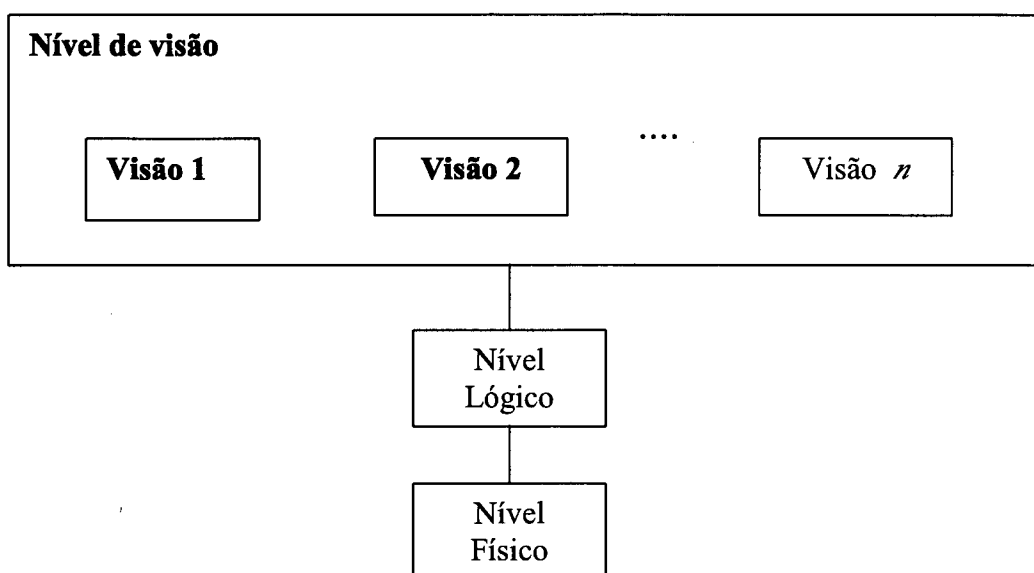 Nível de visão
....
Visão 1
Visão 2
Visão n
Nível
Lógico
Nível
Físico